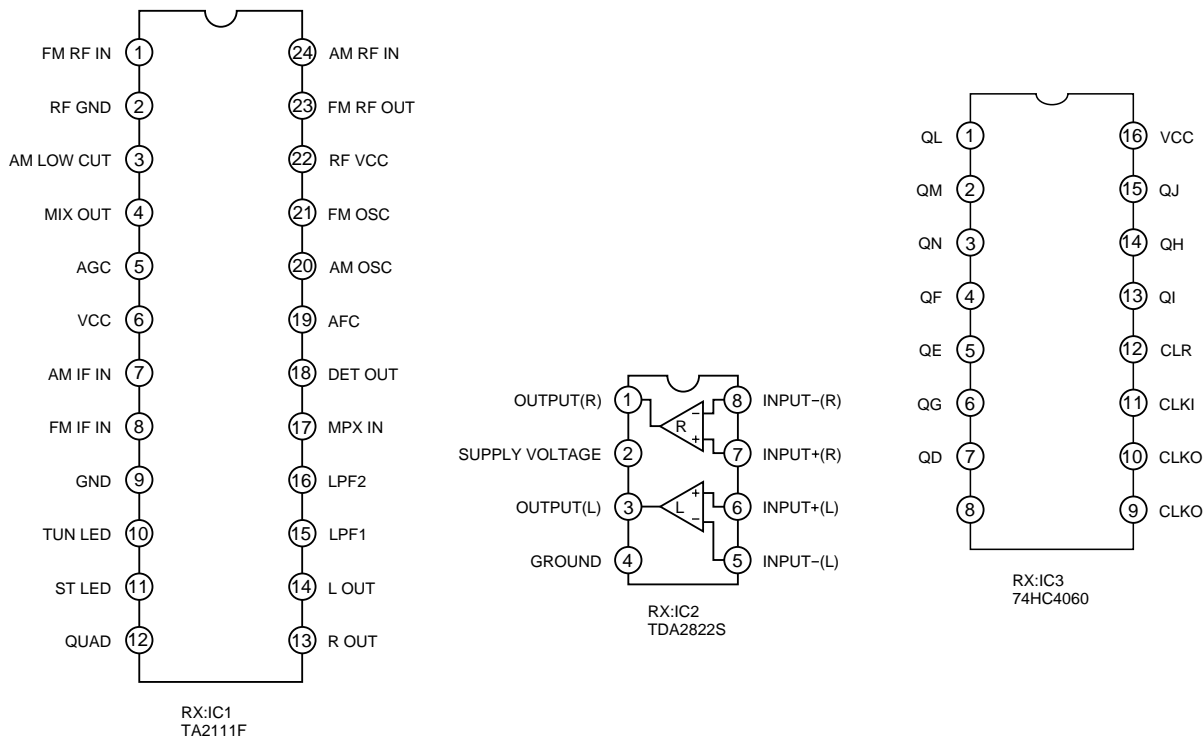 FM RF IN 1 24 AM RF IN
RF GND 2 23 FM RF OUT
AM LOW CUT 3 22 RF VCC
MIX OUT 4 21 FM OSC
AGC 5 20 AM OSC
VCC 6 19 AFC
AM IF IN 7 18 DET OUT
FM IF IN 8 17 MPX IN
GND 9 16 LPF2
TUN LED 10 15 LPF1
ST LED 11 14 L OUT
QUAD 12 13 R OUT
RX:IC1
TA2111F
OUTPUT(R) 1 R − + 8 INPUT−(R)
SUPPLY VOLTAGE 2 7 INPUT+(R)
OUTPUT(L) 3 L + − 6 INPUT+(L)
GROUND 4 5 INPUT−(L)
RX:IC2
TDA2822S
QL 1 16 VCC
QM 2 15 QJ
QN 3 14 QH
QF 4 13 QI
QE 5 12 CLR
QG 6 11 CLKI
QD 7 10 CLKO
8 9 CLKO
RX:IC3
74HC4060